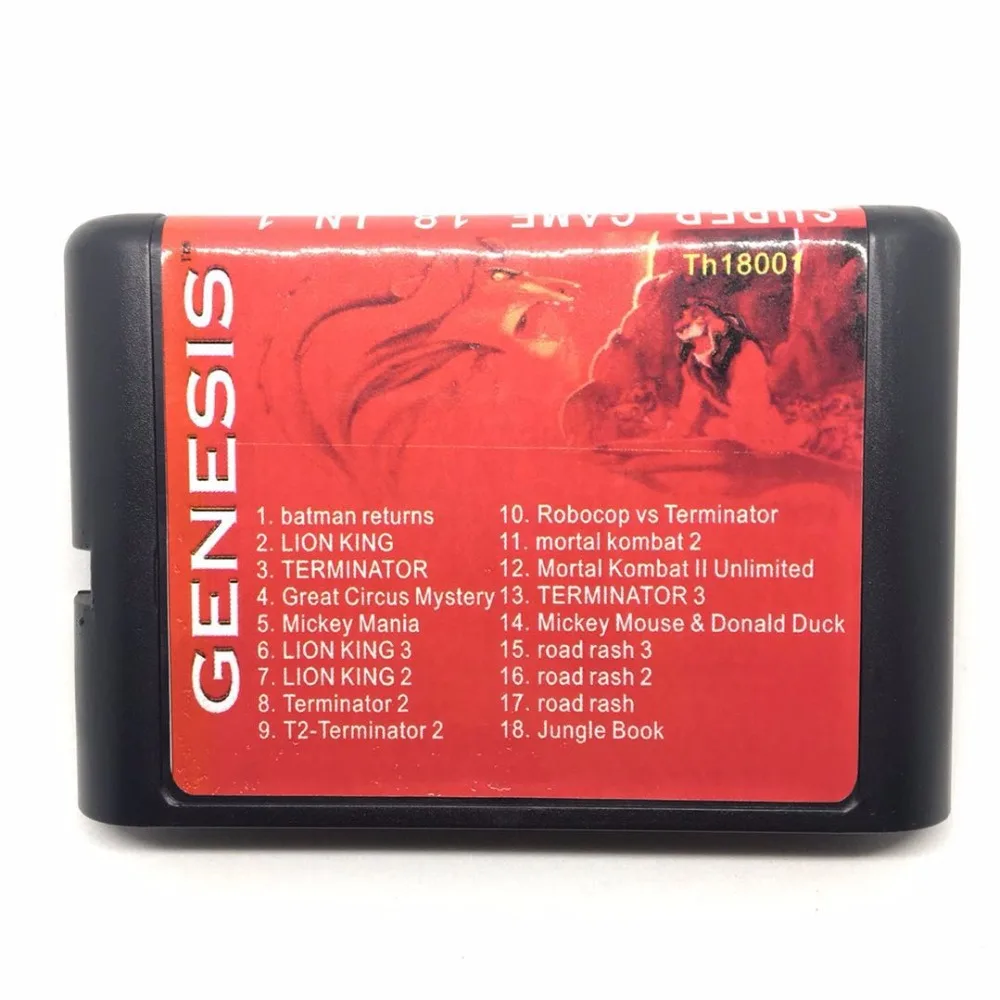 SUPER GAME 18 IN 1
Th18001
GENESIS
1. batman returns
2. LION KING
3. TERMINATOR
4. Great Circus Mystery
5. Mickey Mania
6. LION KING 3
7. LION KING 2
8. Terminator 2
9. T2-Terminator 2
10. Robocop vs Terminator
11. mortal kombat 2
12. Mortal Kombat II Unlimited
13. TERMINATOR 3
14. Mickey Mouse & Donald Duck
15. road rash 3
16. road rash 2
17. road rash
18. Jungle Book